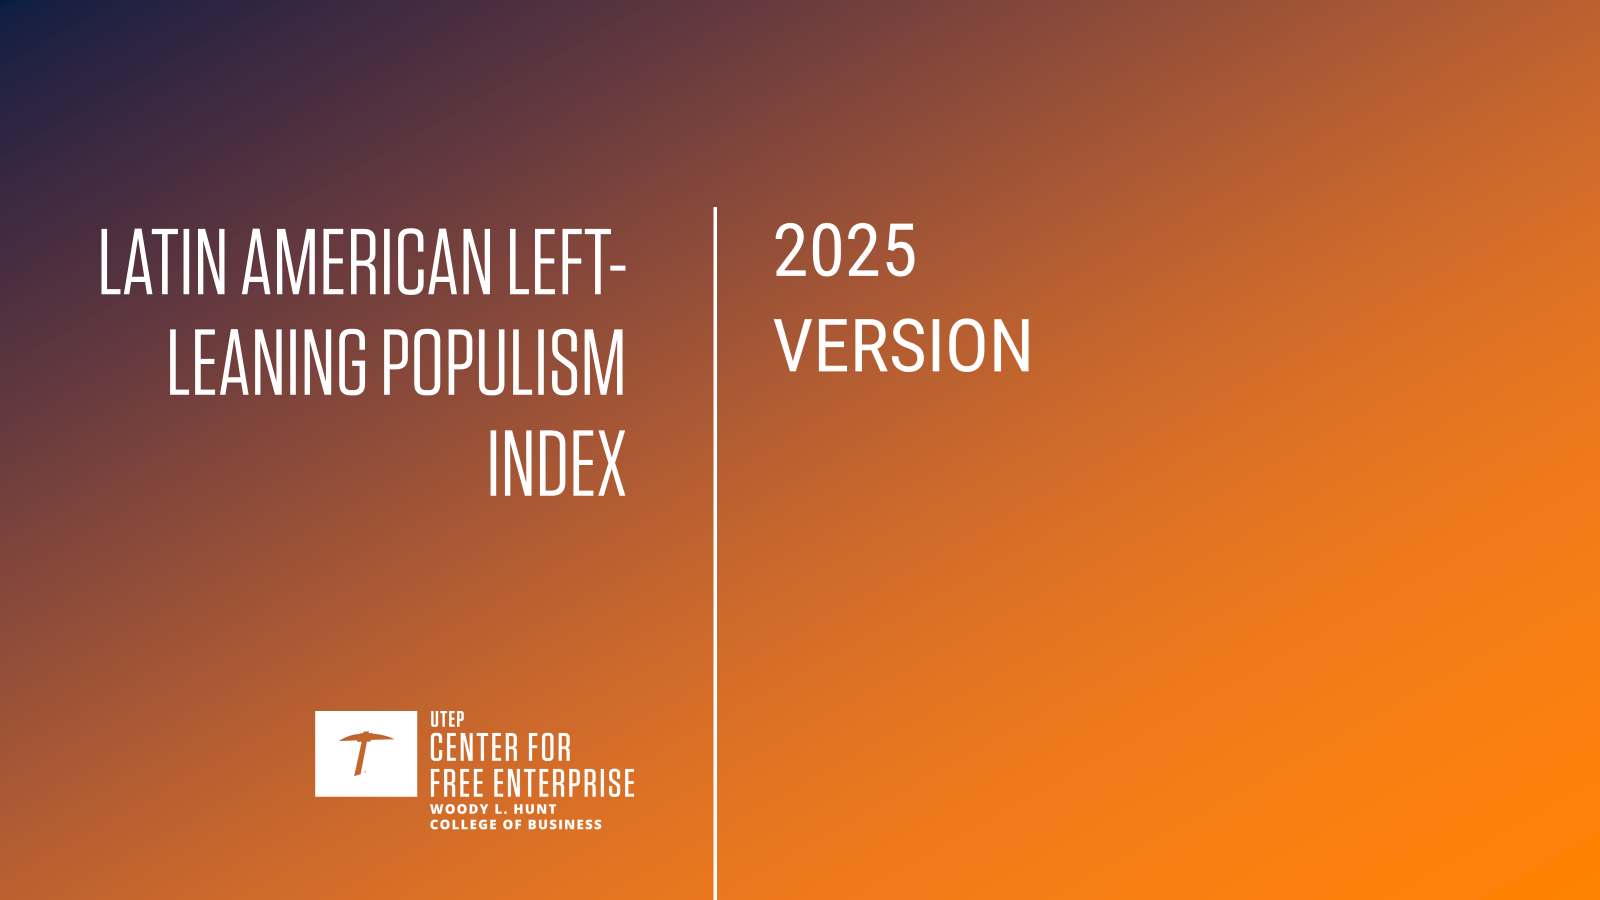 LATIN AMERICAN LEFT-
LEANING POPULISM
INDEX
2025
VERSION
UTEP
CENTER FOR
FREE ENTERPRISE
WOODY L. HUNT
COLLEGE OF BUSINESS